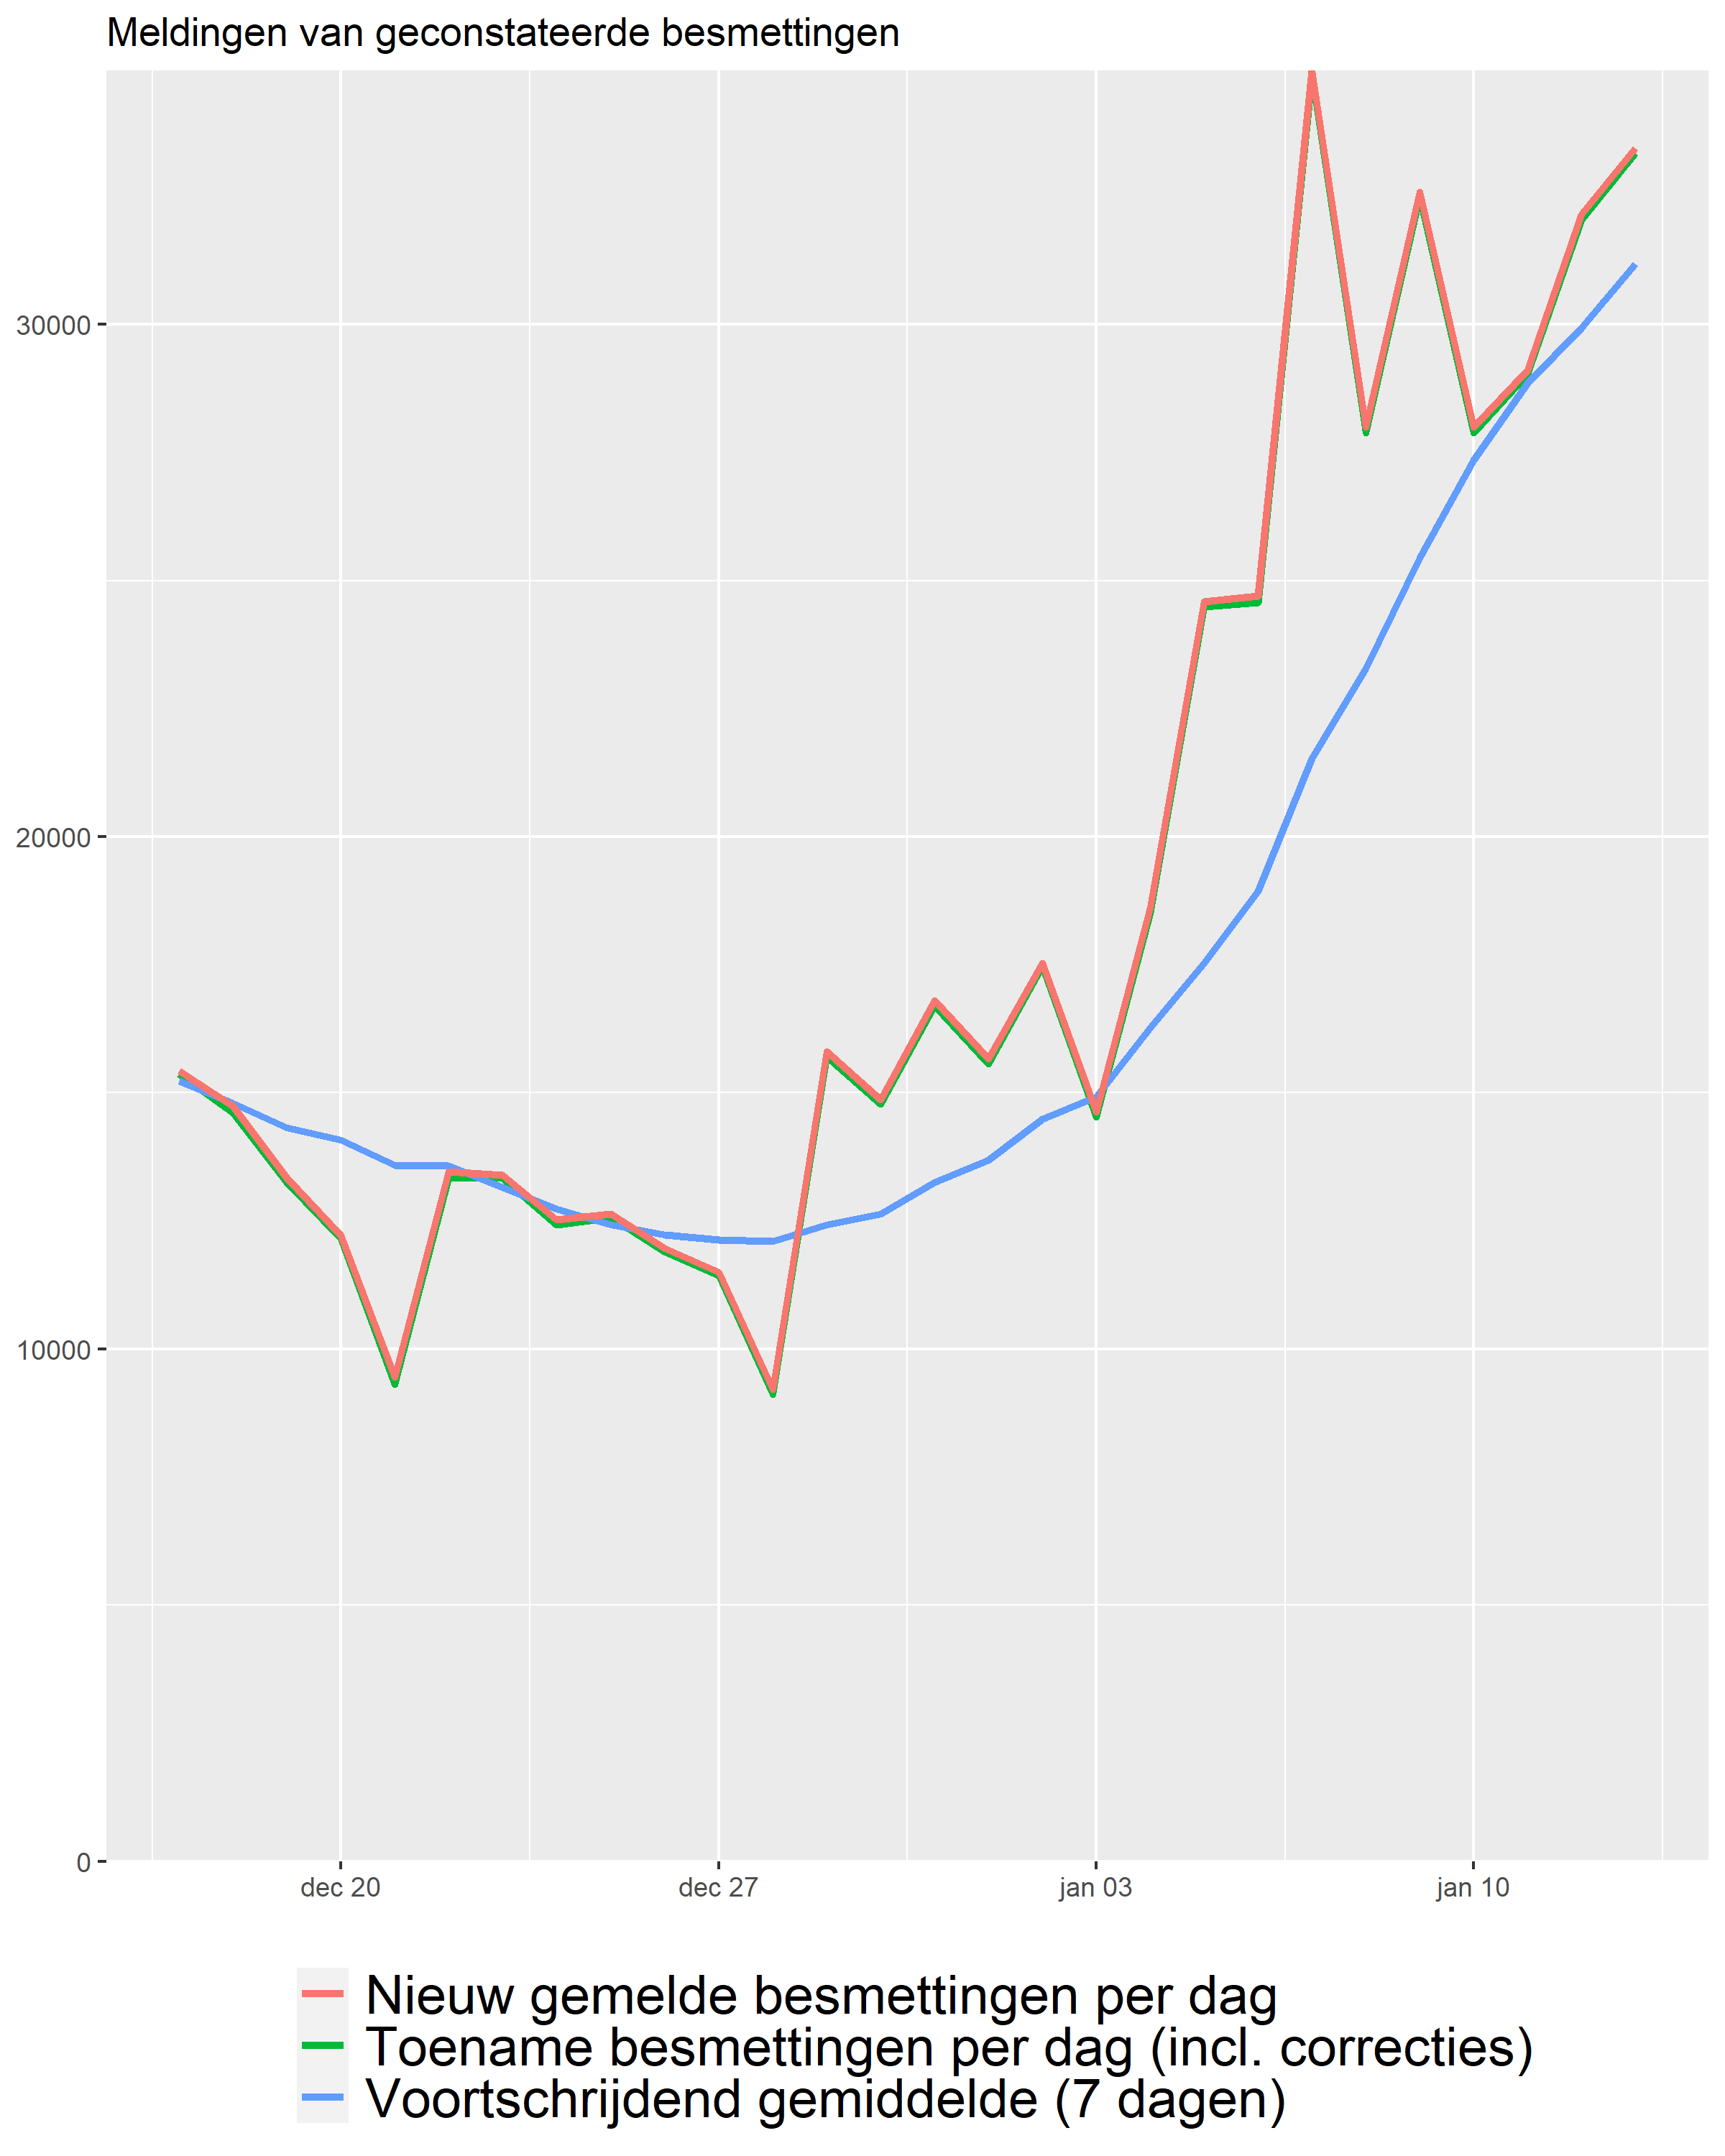 Meldingen van geconstateerde besmettingen
30000
20000
10000
0
dec 20
dec 27
jan 03
jan 10
Nieuw gemelde besmettingen per dag
Toename besmettingen per dag (incl. correcties)
Voortschrijdend gemiddelde (7 dagen)